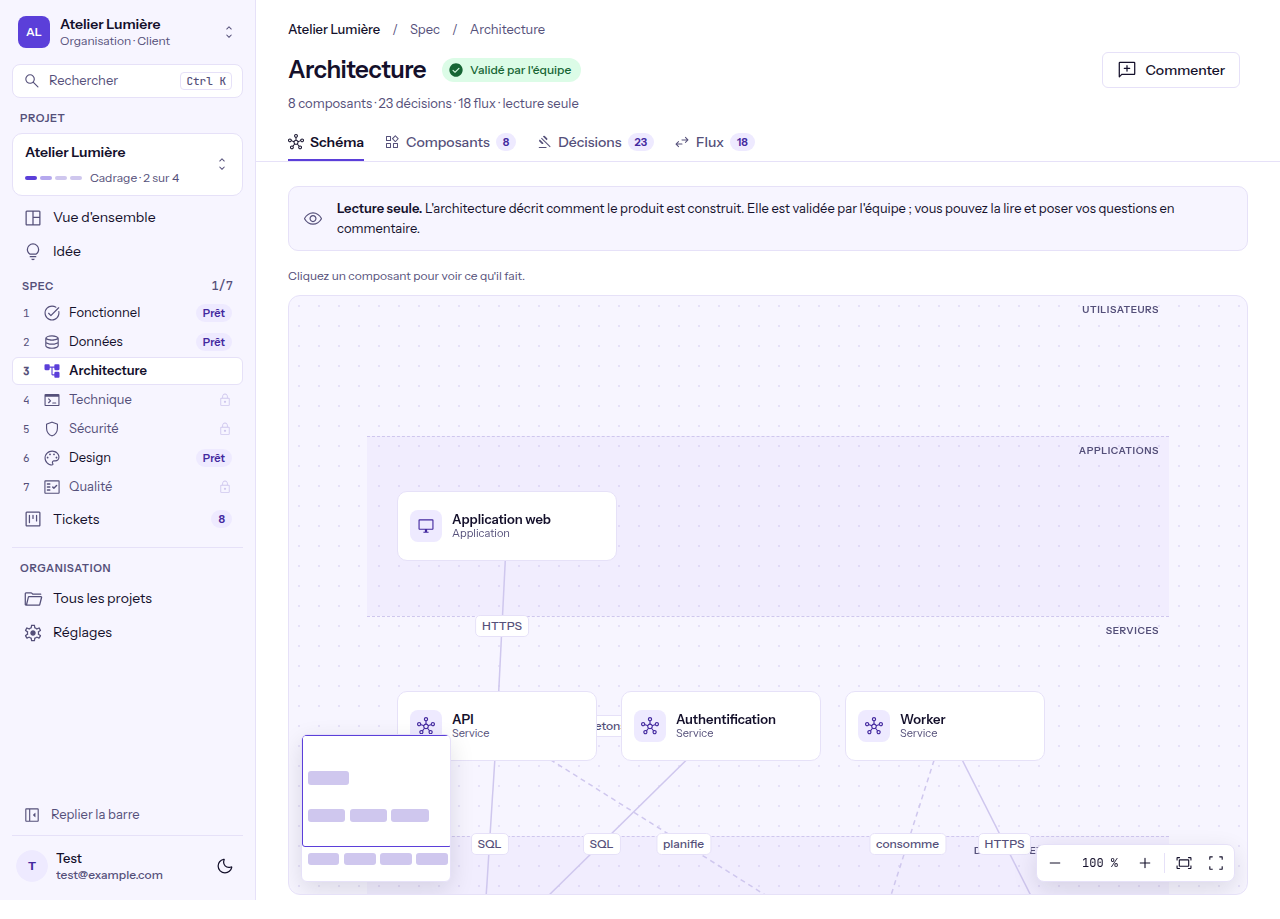 AL
Atelier Lumière
Organisation · Client
Rechercher
Ctrl K
PROJET
Atelier Lumière
Cadrage · 2 sur 4
Vue d'ensemble
Idée
SPEC 1/7
1 Fonctionnel Prêt
2 Données Prêt
3 Architecture
4 Technique
5 Sécurité
6 Design Prêt
7 Qualité
Tickets 8
ORGANISATION
Tous les projets
Réglages
Replier la barre
T
Test
test@example.com
Atelier Lumière / Spec / Architecture
Architecture
Validé par l'équipe
Commenter
8 composants · 23 décisions · 18 flux · lecture seule
Schéma
Composants 8
Décisions 23
Flux 18
Lecture seule. L'architecture décrit comment le produit est construit. Elle est validée par l'équipe ; vous pouvez la lire et poser vos questions en
commentaire.
Cliquez un composant pour voir ce qu'il fait.
UTILISATEURS
APPLICATIONS
Application web
Application
HTTPS
SERVICES
API
Service
Authentification
Service
Worker
Service
SQL
SQL
planifie
consomme
HTTPS
100 %